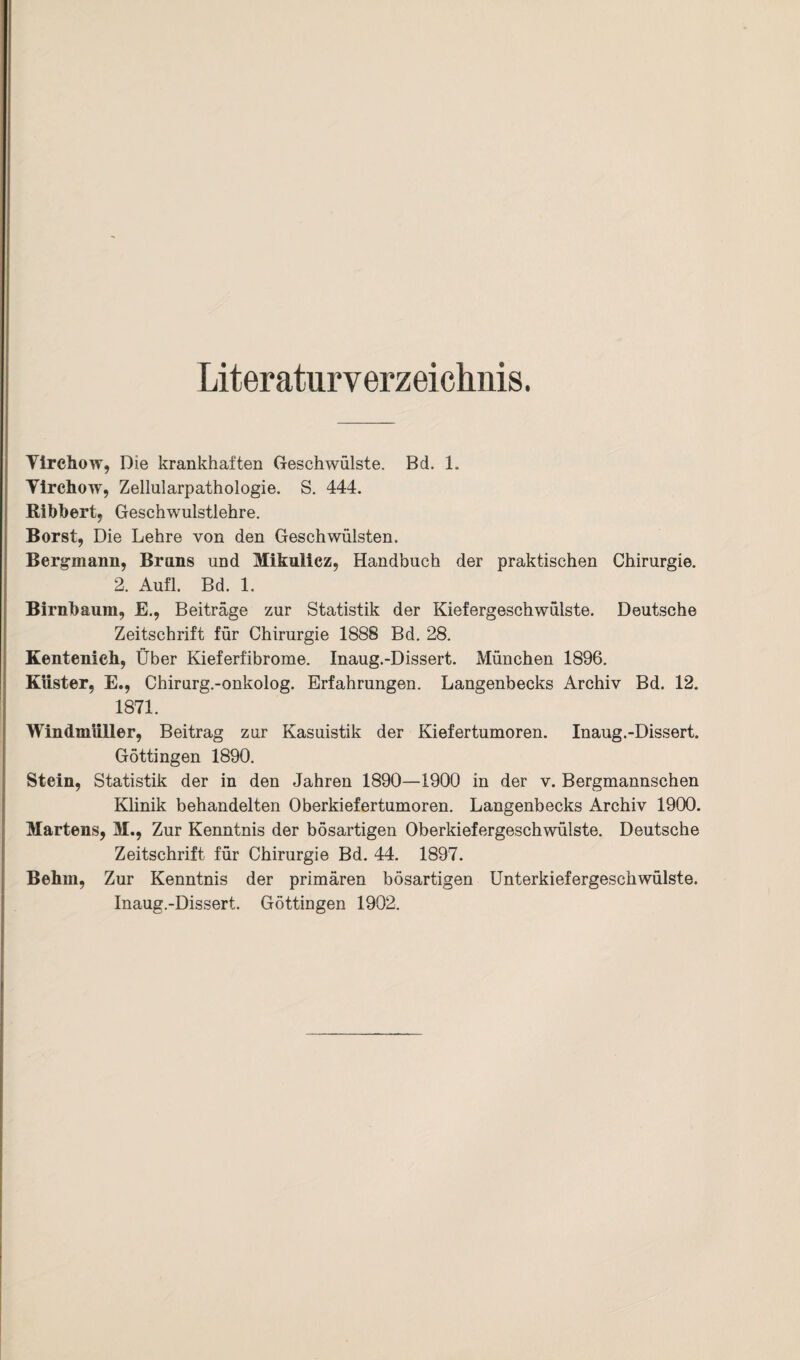 Literaturverzeichnis.
Virchow, Die krankhaften Geschwülste. Bd. 1.
Virchow, Zellularpathologie. S. 444.
Ribbert, Geschwulstlehre.
Borst, Die Lehre von den Geschwülsten.
Bergmann, Bruns und Mikulicz, Handbuch der praktischen Chirurgie.
2. Aufl. Bd. 1.
Birnbaum, E., Beiträge zur Statistik der Kiefergeschwülste. Deutsche
Zeitschrift für Chirurgie 1888 Bd. 28.
Kentenich, Über Kieferfibrome. Inaug.-Dissert. München 1896.
Küster, E., Chirurg.-onkolog. Erfahrungen. Langenbecks Archiv Bd. 12.
1871.
Windmüller, Beitrag zur Kasuistik der Kiefertumoren. Inaug.-Dissert.
Göttingen 1890.
Stein, Statistik der in den Jahren 1890—1900 in der v. Bergmannschen
Klinik behandelten Oberkiefertumoren. Langenbecks Archiv 1900.
Martens, M., Zur Kenntnis der bösartigen Oberkiefergeschwülste. Deutsche
Zeitschrift für Chirurgie Bd. 44. 1897.
Behm, Zur Kenntnis der primären bösartigen Unterkiefergeschwülste.
Inaug.-Dissert. Göttingen 1902.